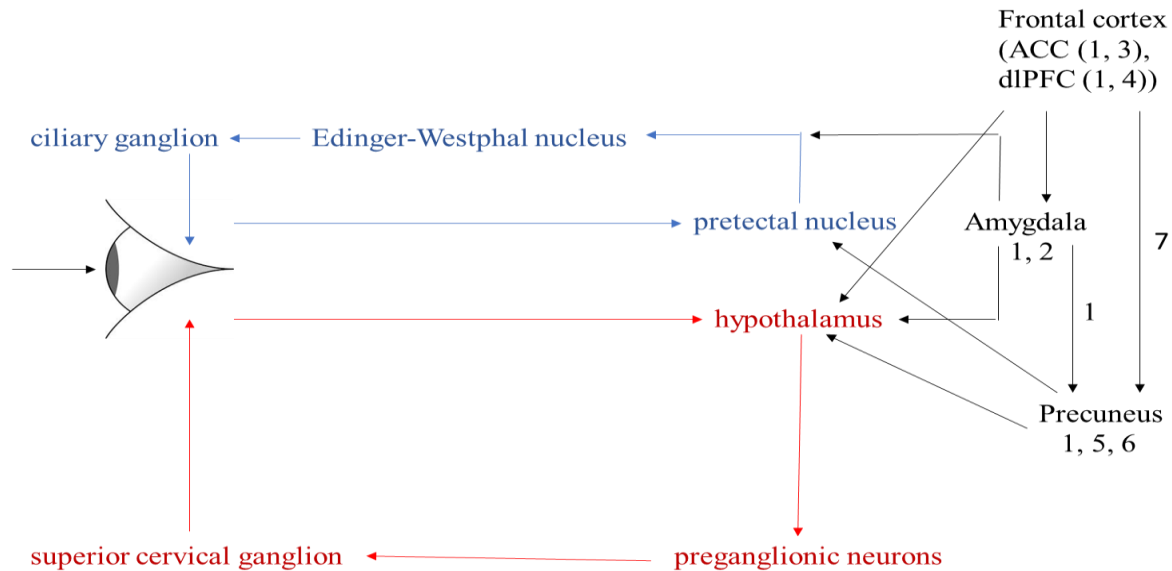 Frontal cortex
(ACC (1, 3),
dlPFC (1, 4))
ciliary ganglion
Edinger-Westphal nucleus
pretectal nucleus
Amygdala
1, 2
7
hypothalamus
1
Precuneus
1, 5, 6
superior cervical ganglion
preganglionic neurons